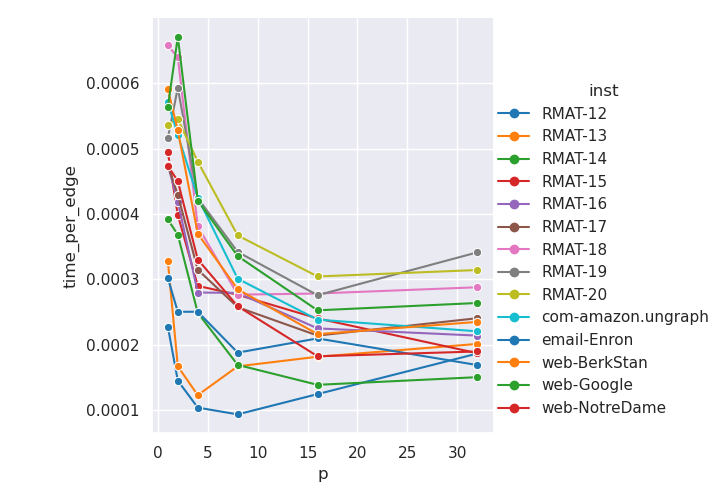 0.0006
0.0005
0.0004
0.0003
0.0002
0.0001
time_per_edge
0
5
10
15
20
25
30
p
inst
RMAT-12
RMAT-13
RMAT-14
RMAT-15
RMAT-16
RMAT-17
RMAT-18
RMAT-19
RMAT-20
com-amazon.ungraph
email-Enron
web-BerkStan
web-Google
web-NotreDame